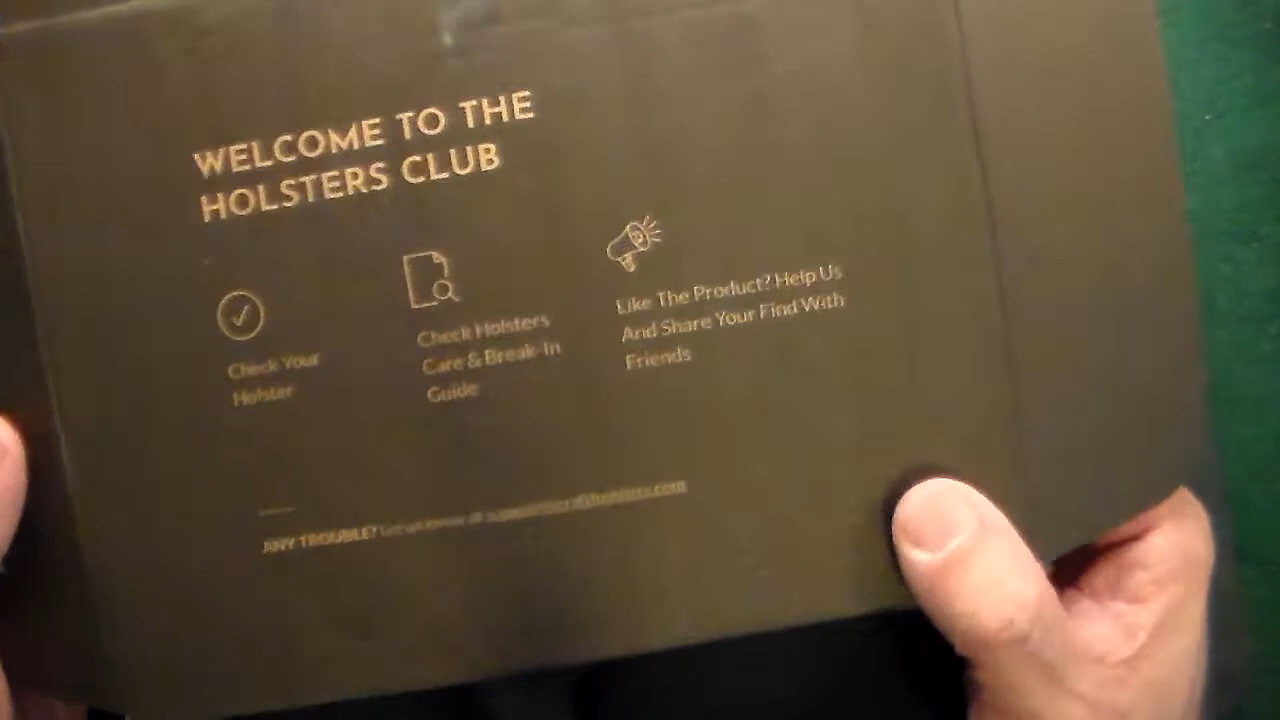 WELCOME TO THE
HOLSTERS CLUB
Check Your
Holster
Check Holsters
Care & Break-In
Guide
Like The Product? Help Us
And Share Your Find With
Friends
ANY TROUBLE?